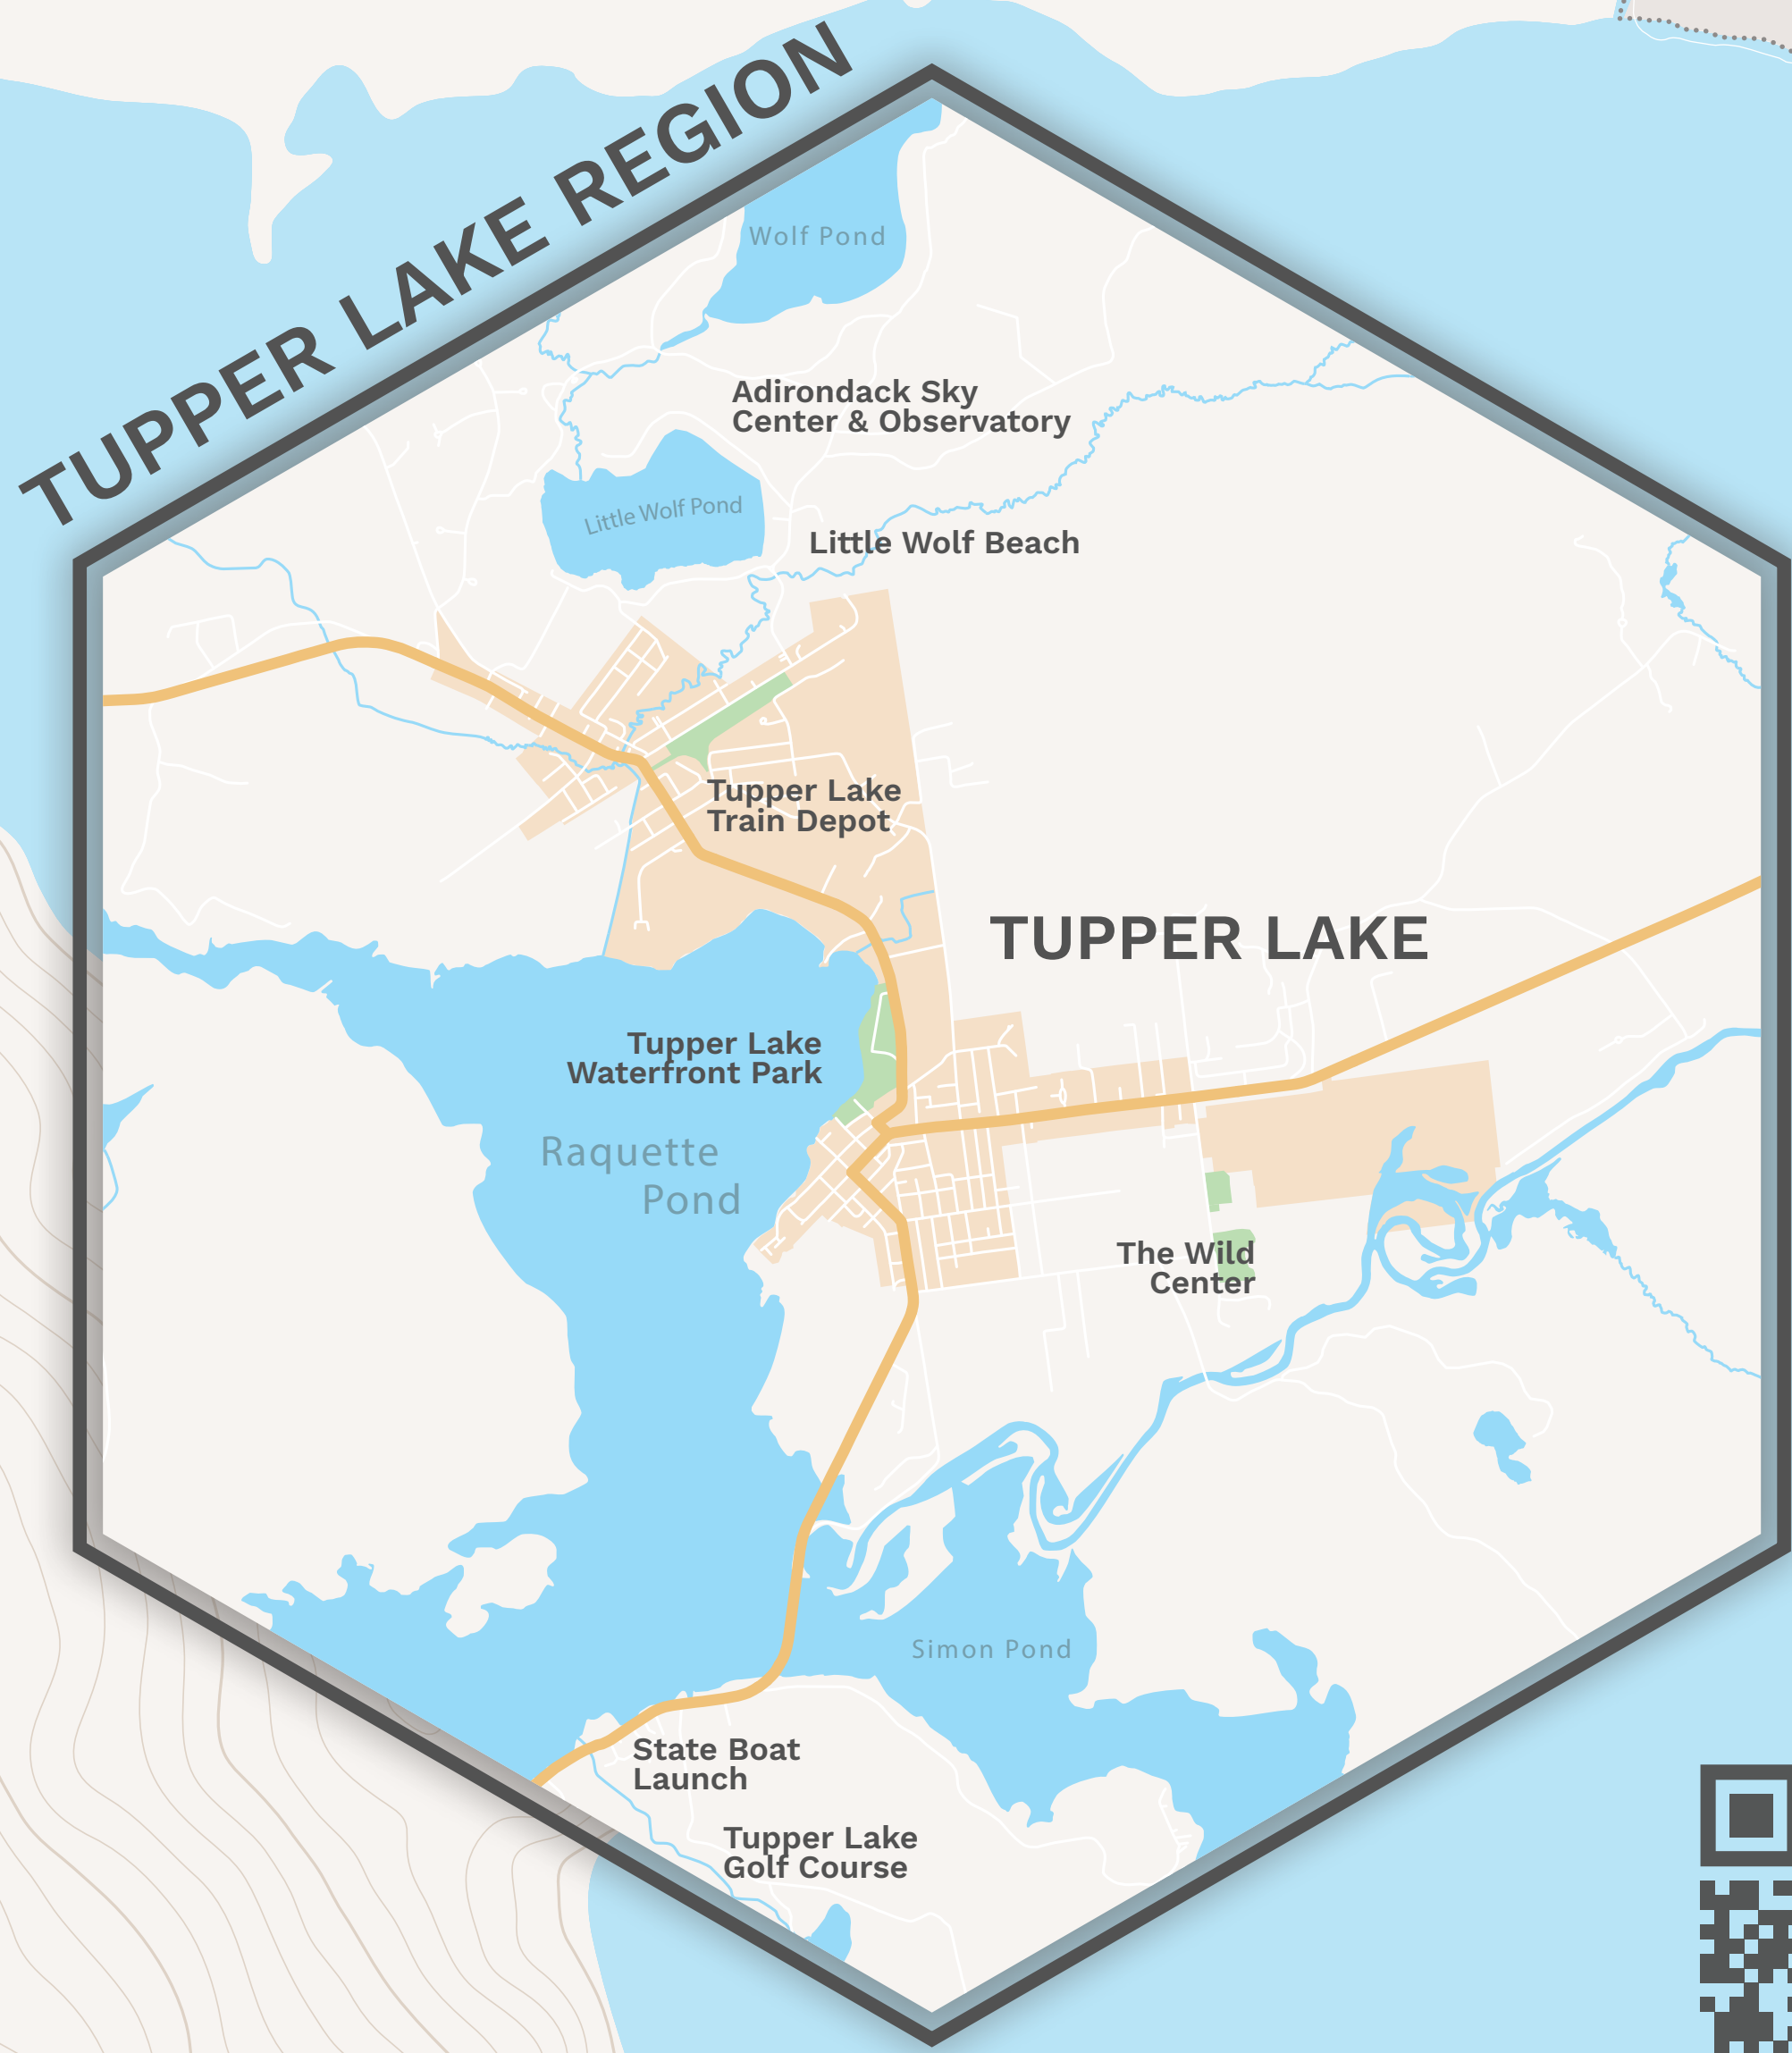 TUPPER LAKE REGION
Wolf Pond
Adirondack Sky
Center & Observatory
Little Wolf Pond
Little Wolf Beach
Tupper Lake
Train Depot
TUPPER LAKE
Tupper Lake
Waterfront Park
Raquette
Pond
The Wild
Center
Simon Pond
State Boat
Launch
Tupper Lake
Golf Course